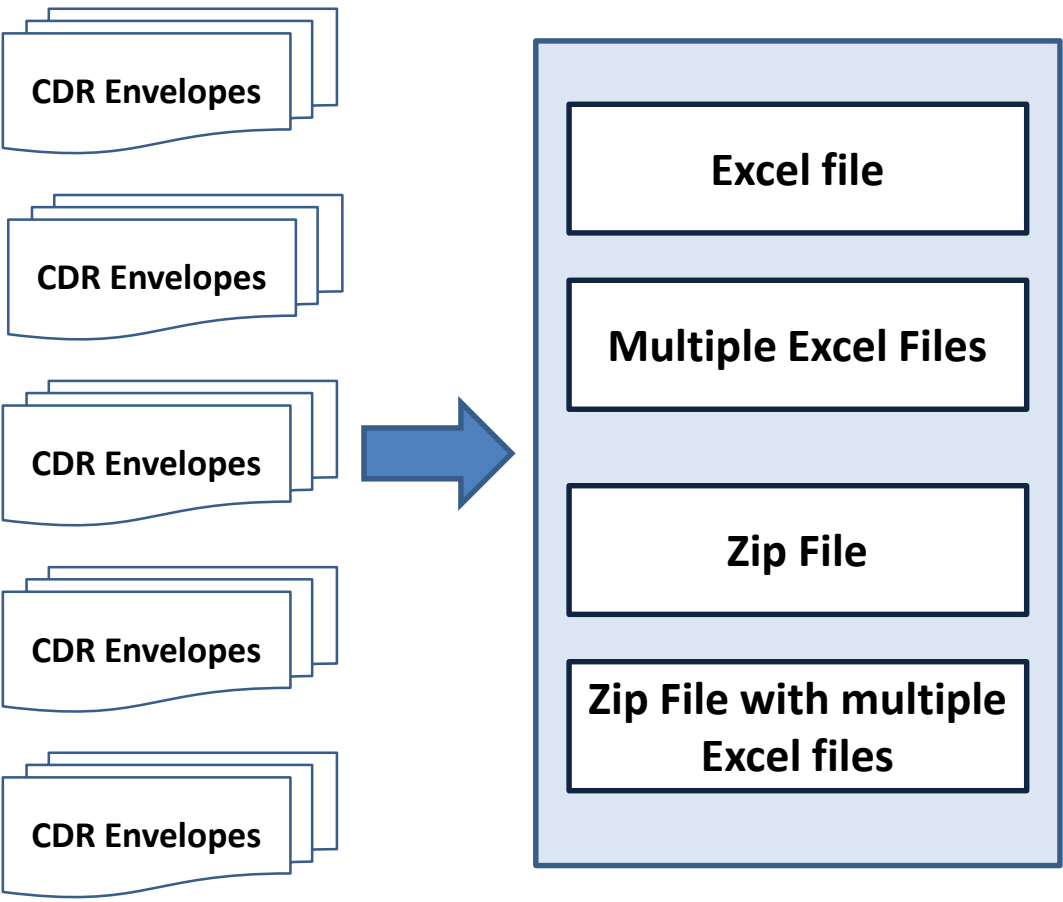 CDR Envelopes
CDR Envelopes
CDR Envelopes
CDR Envelopes
CDR Envelopes
Excel file
Multiple Excel Files
Zip File
Zip File with multiple
Excel files